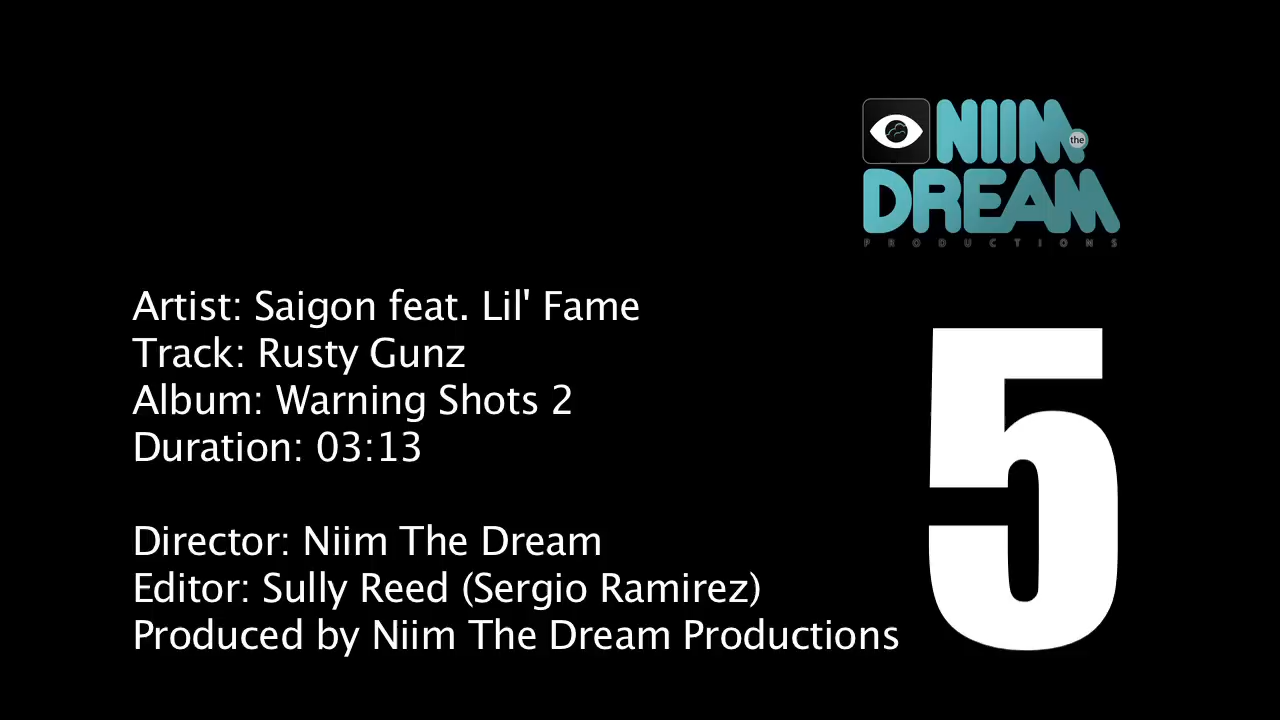 NIIM
the
DREAM
PRODUCTIONS
Artist: Saigon feat. Lil' Fame
Track: Rusty Gunz
Album: Warning Shots 2
Duration: 03:13
5
Director: Niim The Dream
Editor: Sully Reed (Sergio Ramirez)
Produced by Niim The Dream Productions